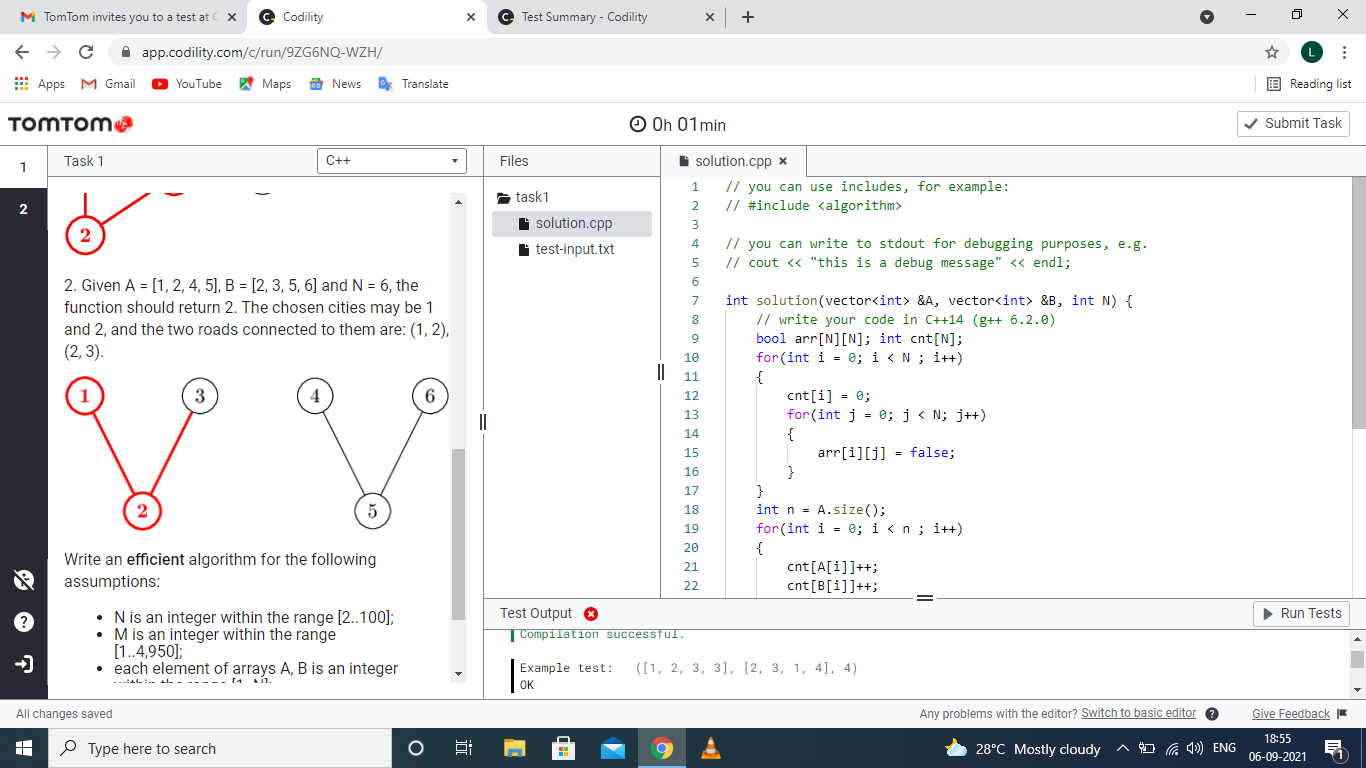 TomTom invites you to a test at C
Codility
Test Summary - Codility
app.codility.com/c/run/9ZG6NQ-WZH/
L
Apps
Gmail
YouTube
Maps
News
Translate
Reading list
TOMTOM
0h 01min
Submit Task
1
2
Task 1
C++
2
2. Given A = [1, 2, 4, 5], B = [2, 3, 5, 6] and N = 6, the
function should return 2. The chosen cities may be 1
and 2, and the two roads connected to them are: (1, 2),
(2, 3).
1 3 4 6
2 5
Write an efficient algorithm for the following
assumptions:
• N is an integer within the range [2..100];
• M is an integer within the range
[1..4,950];
• each element of arrays A, B is an integer
within the range [1..N];
Files
task1
solution.cpp
test-input.txt
solution.cpp
1 // you can use includes, for example:
2 // #include <algorithm>
3
4 // you can write to stdout for debugging purposes, e.g.
5 // cout << "this is a debug message" << endl;
6
7 int solution(vector<int> &A, vector<int> &B, int N) {
8 // write your code in C++14 (g++ 6.2.0)
9 bool arr[N][N]; int cnt[N];
10 for(int i = 0; i < N ; i++)
11 {
12 cnt[i] = 0;
13 for(int j = 0; j < N; j++)
14 {
15 arr[i][j] = false;
16 }
17 }
18 int n = A.size();
19 for(int i = 0; i < n ; i++)
20 {
21 cnt[A[i]]++;
22 cnt[B[i]]++;
Test Output
Run Tests
Compilation successful.
Example test: ([1, 2, 3, 3], [2, 3, 1, 4], 4)
OK
All changes saved
Any problems with the editor? Switch to basic editor
Give Feedback
Type here to search
28°C Mostly cloudy
ENG
18:55
06-09-2021
1